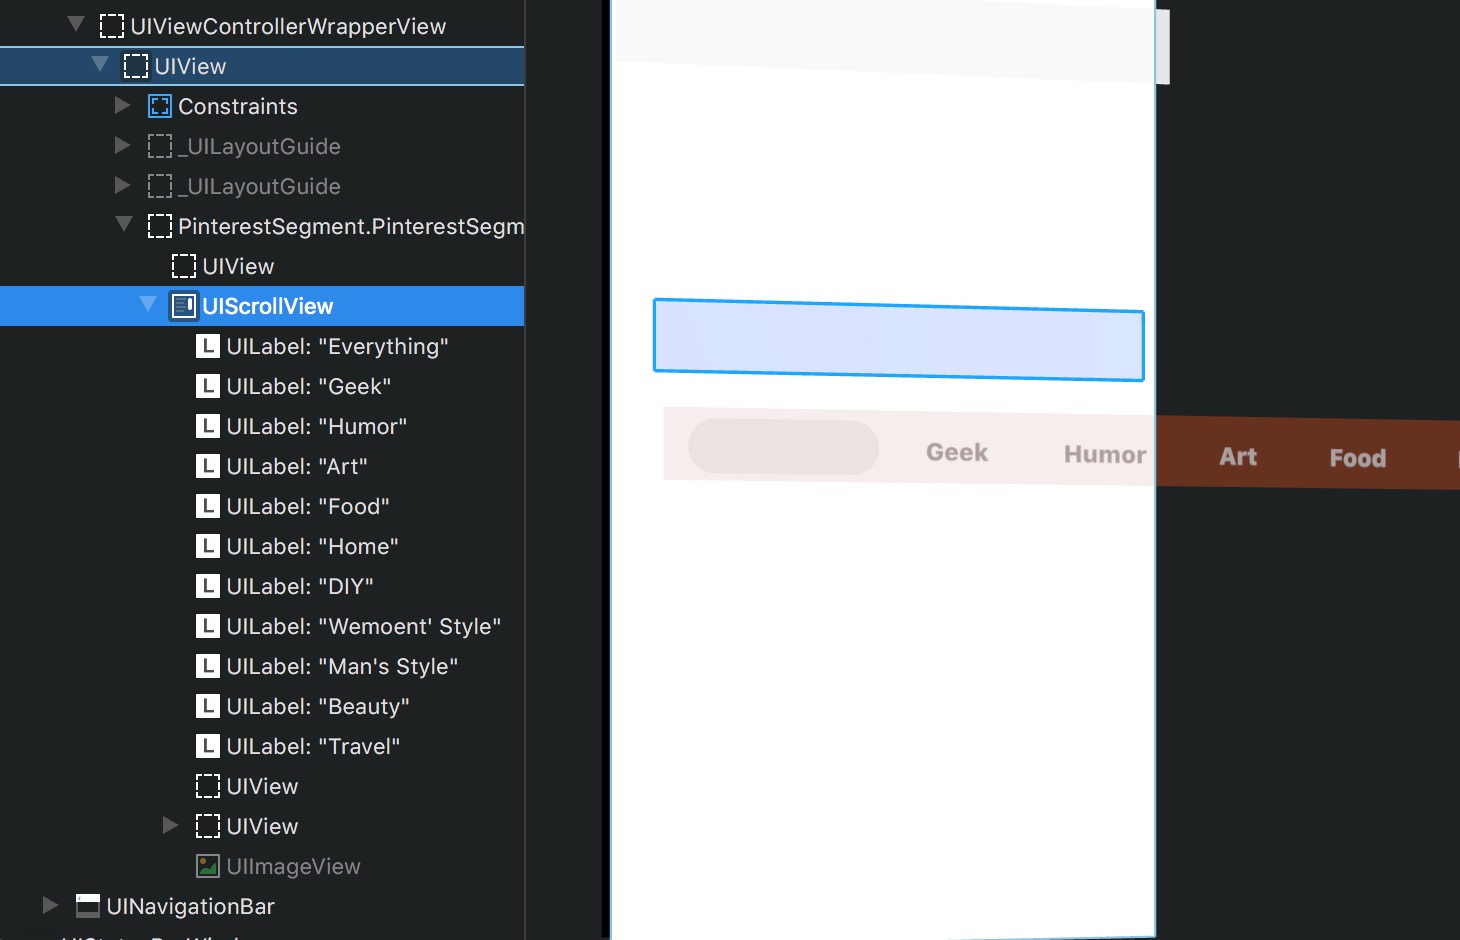 UIViewControllerWrapperView
UIView
Constraints
_UILayoutGuide
_UILayoutGuide
PinterestSegment.PinterestSegm
UIView
UIScrollView
L UILabel: "Everything"
L UILabel: "Geek"
L UILabel: "Humor"
L UILabel: "Art"
L UILabel: "Food"
L UILabel: "Home"
L UILabel: "DIY"
L UILabel: "Wemoent' Style"
L UILabel: "Man's Style"
L UILabel: "Beauty"
L UILabel: "Travel"
UIView
UIView
UIImageView
UINavigationBar
Geek Humor Art Food